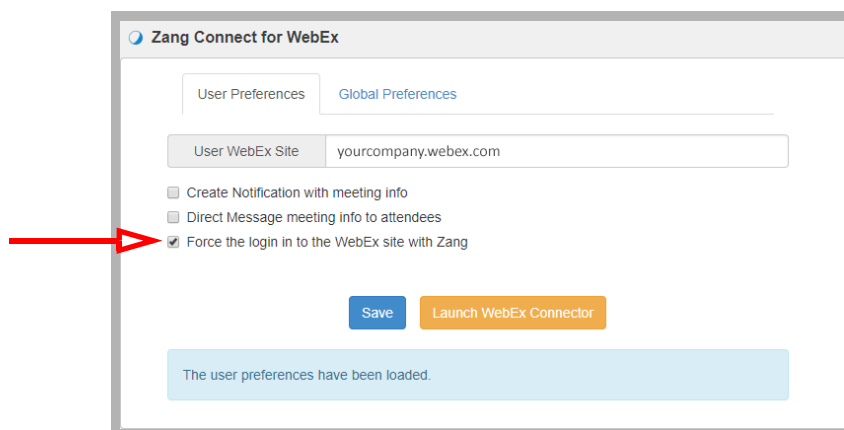 Zang Connect for WebEx
User Preferences Global Preferences
User WebEx Site yourcompany.webex.com
Create Notification with meeting info
Direct Message meeting info to attendees
Force the login in to the WebEx site with Zang
Save Launch WebEx Connector
The user preferences have been loaded.